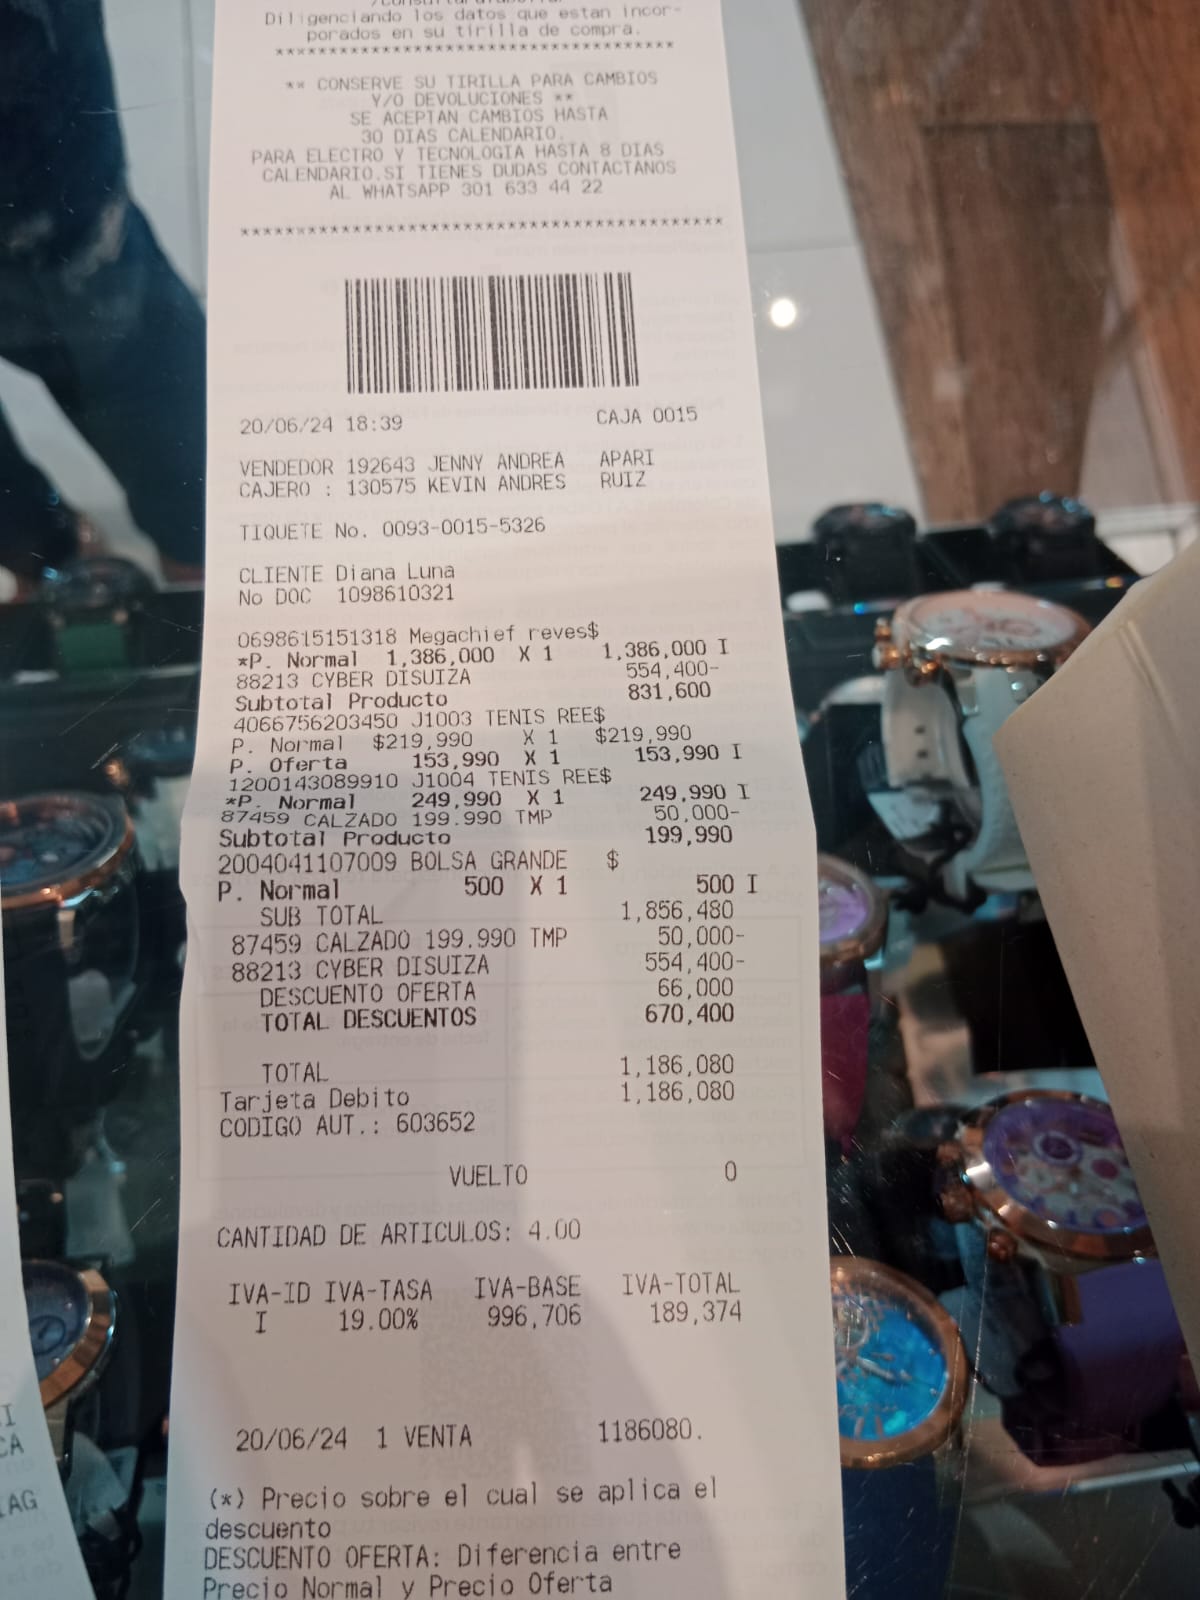 Diligenciando los datos que estan incor-
porados en su tirilla de compra.
**************************************
** CONSERVE SU TIRILLA PARA CAMBIOS
Y/O DEVOLUCIONES **
SE ACEPTAN CAMBIOS HASTA
30 DIAS CALENDARIO.
PARA ELECTRO Y TECNOLOGIA HASTA 8 DIAS
CALENDARIO.SI TIENES DUDAS CONTACTANOS
AL WHATSAPP 301 633 44 22
****************************************
20/06/24 18:39 CAJA 0015
VENDEDOR 192643 JENNY ANDREA APARI
CAJERO : 130575 KEVIN ANDRES RUIZ
TIQUETE No. 0093-0015-5326
CLIENTE Diana Luna
No DOC 1098610321
0698615151318 Megachief reves$
*P. Normal 1,386,000 X 1 1,386,000 I
88213 CYBER DISUIZA 554,400-
Subtotal Producto 831,600
4066756203450 J1003 TENIS REE$
P. Normal $219,990 X 1 $219,990
P. Oferta 153,990 X 1 153,990 I
1200143089910 J1004 TENIS REE$
*P. Normal 249,990 X 1 249,990 I
87459 CALZADO 199.990 TMP 50,000-
Subtotal Producto 199,990
2004041107009 BOLSA GRANDE $
P. Normal 500 X 1 500 I
SUB TOTAL 1,856,480
87459 CALZADO 199.990 TMP 50,000-
88213 CYBER DISUIZA 554,400-
DESCUENTO OFERTA 66,000
TOTAL DESCUENTOS 670,400
TOTAL 1,186,080
Tarjeta Debito 1,186,080
CODIGO AUT.: 603652
VUELTO 0
CANTIDAD DE ARTICULOS: 4.00
IVA-ID IVA-TASA IVA-BASE IVA-TOTAL
I 19.00% 996,706 189,374
20/06/24 1 VENTA 1186080.
(*) Precio sobre el cual se aplica el
descuento
DESCUENTO OFERTA: Diferencia entre
Precio Normal y Precio Oferta